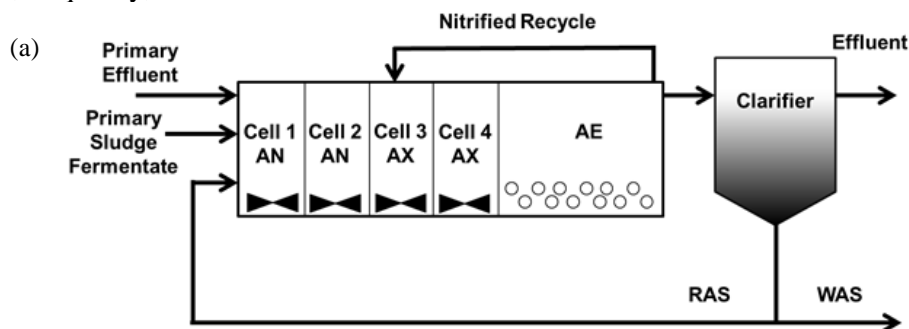 (a)
Nitrified Recycle
Primary
Effluent
Primary
Sludge
Fermentate
Cell 1
AN
Cell 2
AN
Cell 3
AX
Cell 4
AX
AE
Clarifier
Effluent
RAS
WAS